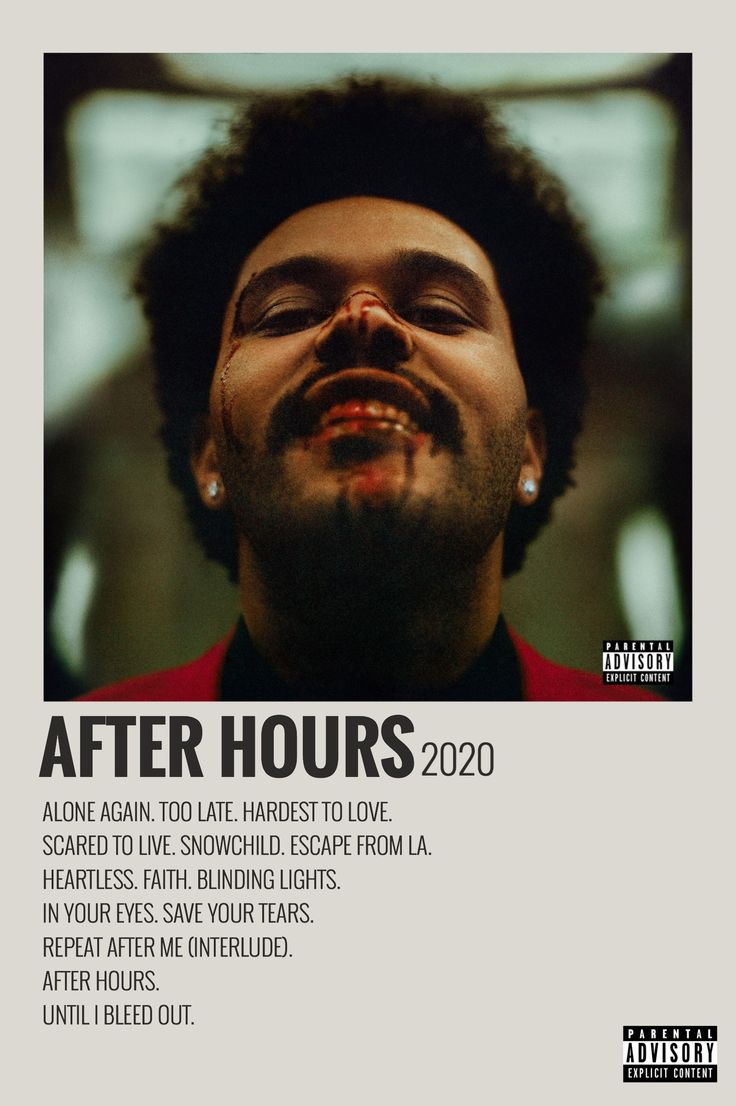 PARENTAL
ADVISORY
EXPLICIT CONTENT
AFTER HOURS 2020
ALONE AGAIN. TOO LATE. HARDEST TO LOVE.
SCARED TO LIVE. SNOWCHILD. ESCAPE FROM LA.
HEARTLESS. FAITH. BLINDING LIGHTS.
IN YOUR EYES. SAVE YOUR TEARS.
REPEAT AFTER ME (INTERLUDE).
AFTER HOURS.
UNTIL I BLEED OUT.
PARENTAL
ADVISORY
EXPLICIT CONTENT